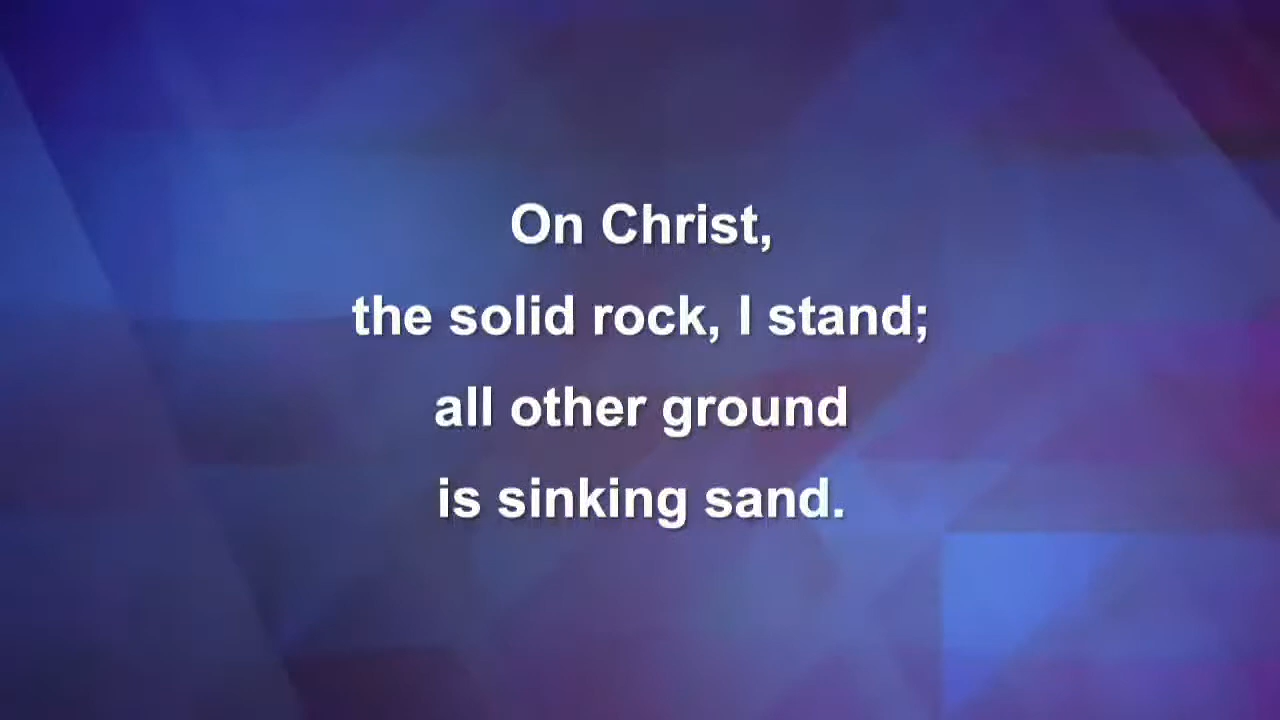 On Christ,
the solid rock, I stand;
all other ground
is sinking sand.